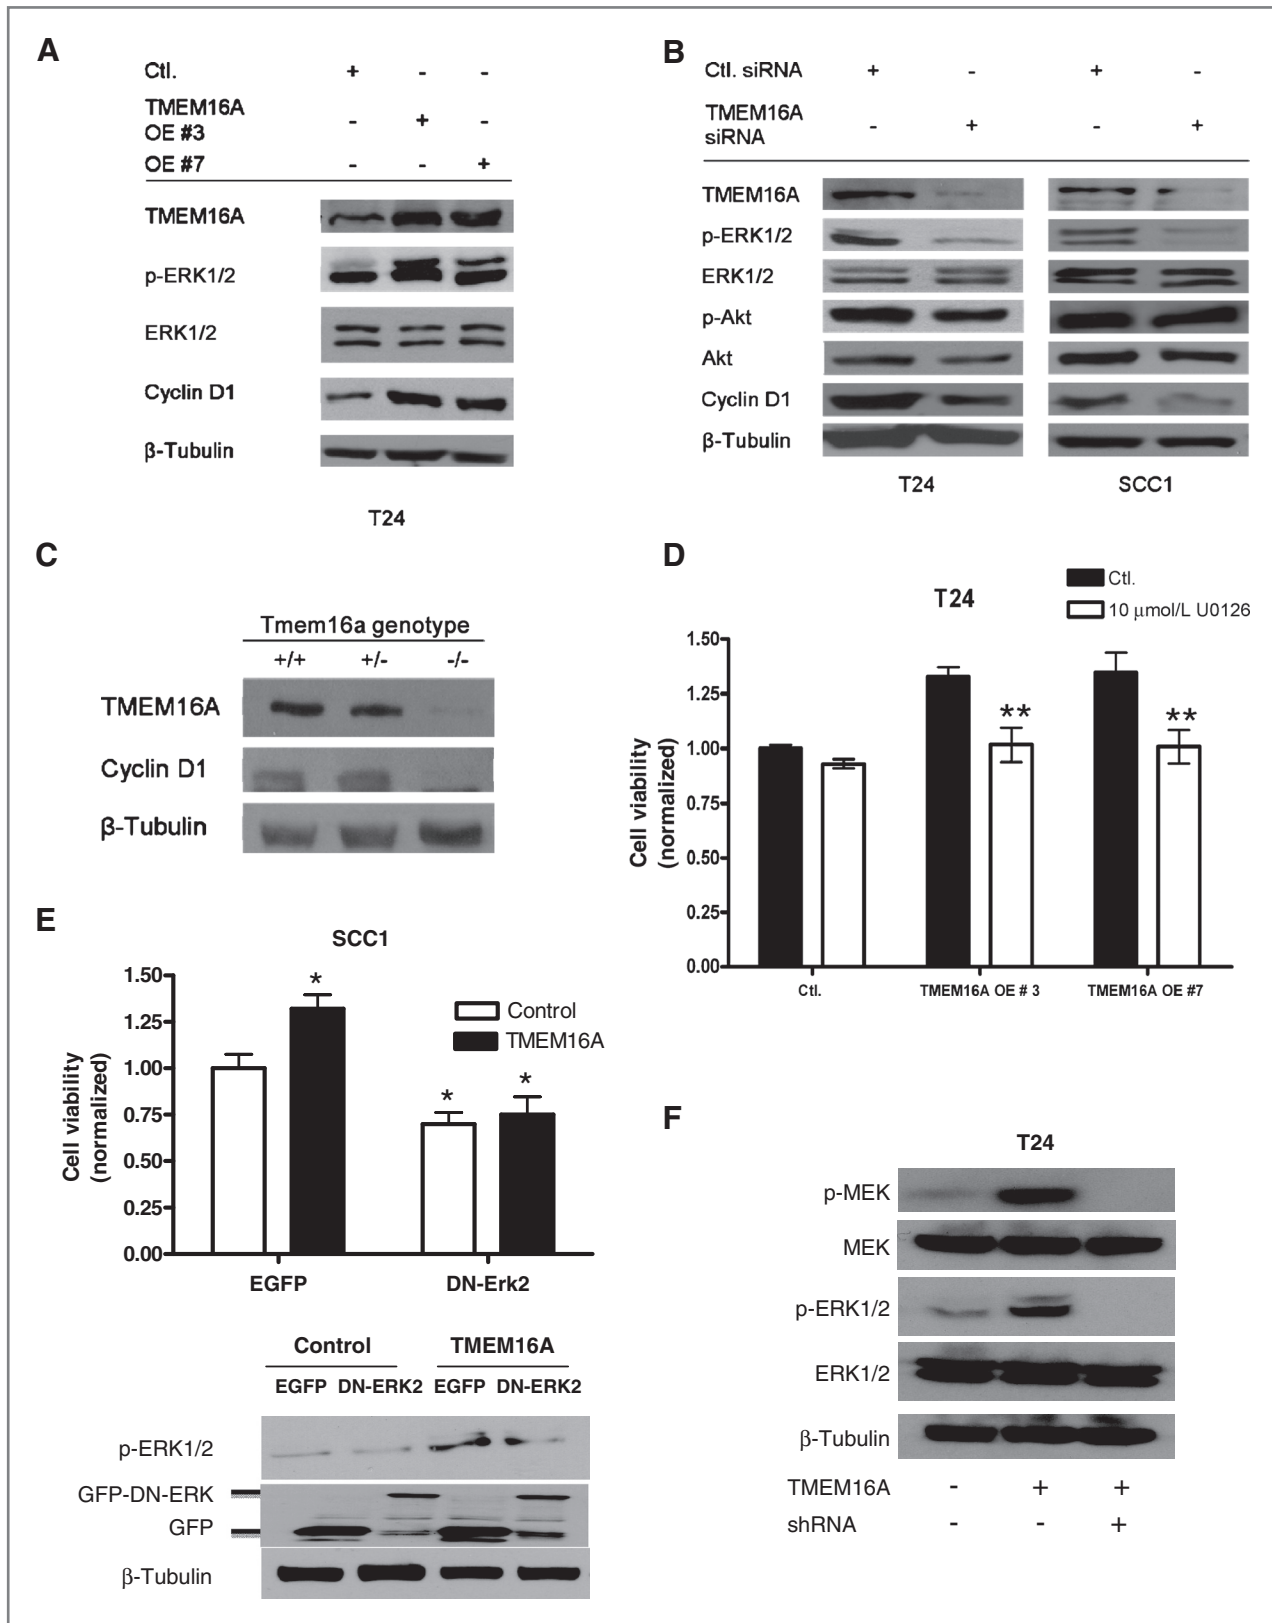 A
Ctl. + - -
TMEM16A
OE #3 - + -
OE #7 - - +
TMEM16A
p-ERK1/2
ERK1/2
Cyclin D1
β-Tubulin
T24
B
Ctl. siRNA + - + -
TMEM16A
siRNA - + - +
TMEM16A
p-ERK1/2
ERK1/2
p-Akt
Akt
Cyclin D1
β-Tubulin
T24 SCC1
C
Tmem16a genotype
+/+ +/- -/-
TMEM16A
Cyclin D1
β-Tubulin
D
T24
Ctl.
10 μmol/L U0126
Cell viability
(normalized)
1.50
1.25
1.00
0.75
0.50
0.25
0.00
** **
Ctl. TMEM16A OE # 3 TMEM16A OE #7
E
SCC1
Control
TMEM16A
Cell viability
(normalized)
1.50
1.25
1.00
0.75
0.50
0.25
0.00
* * *
EGFP DN-Erk2
Control TMEM16A
EGFP DN-ERK2 EGFP DN-ERK2
p-ERK1/2
GFP-DN-ERK
GFP
β-Tubulin
F
T24
p-MEK
MEK
p-ERK1/2
ERK1/2
β-Tubulin
TMEM16A - + +
shRNA - - +